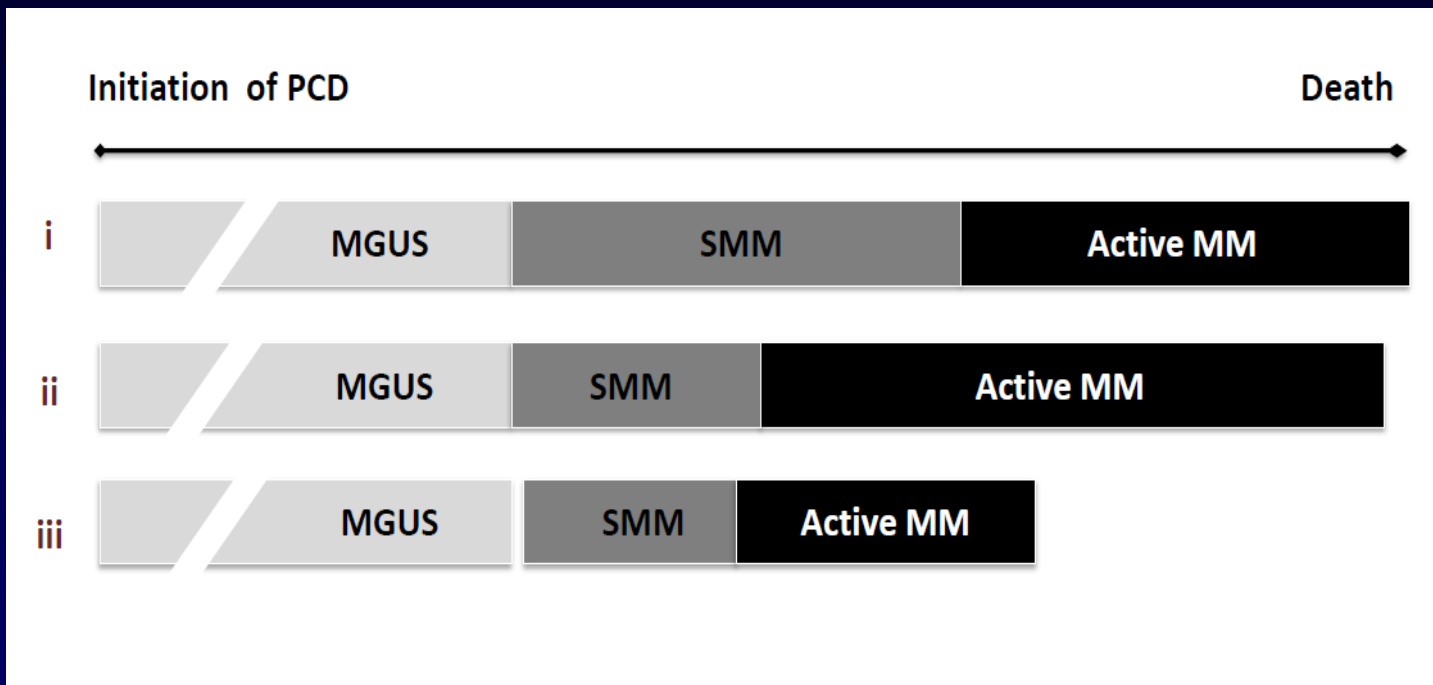 Initiation of PCD Death
i MGUS SMM Active MM
ii MGUS SMM Active MM
iii MGUS SMM Active MM